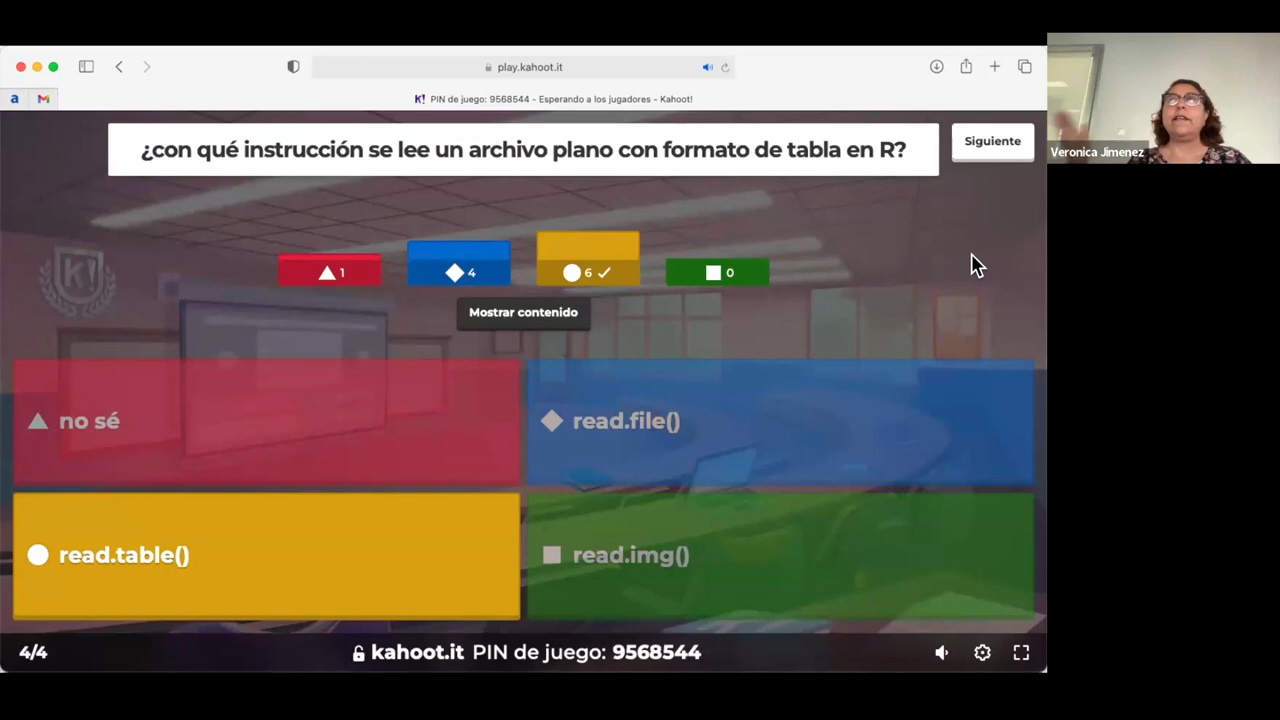 play.kahoot.it
a
K! PIN de juego: 9568544 - Esperando a los jugadores - Kahoot!
¿con qué instrucción se lee un archivo plano con formato de tabla en R?
Siguiente
Veronica Jimenez
K!
1
4
6
0
Mostrar contenido
no sé
read.file()
read.table()
read.img()
4/4
kahoot.it PIN de juego: 9568544